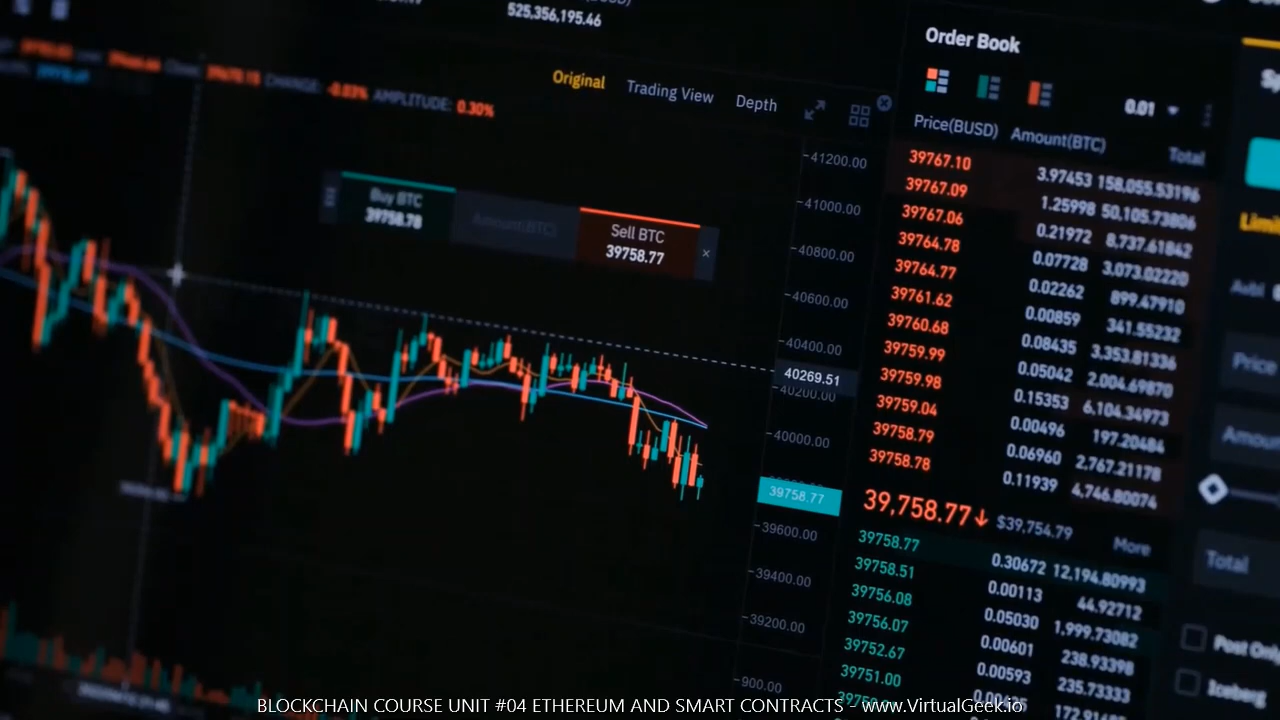 525,356,195.46
CHANGE: -0.03% AMPLITUDE: 0.30%
Original Trading View Depth
Buy BTC
39758.78
Amount(BTC)
Sell BTC
39758.77
41200.00
41000.00
40800.00
40600.00
40400.00
40269.51
40200.00
40000.00
39758.77
39600.00
39400.00
39200.00
900.00
Order Book
0.01
Price(BUSD) Amount(BTC) Total
39767.10 3.97453 158,055.53196
39767.09 1.25998 50,105.73806
39767.06 0.21972 8,737.61842
39764.78 0.07728 3,073.02220
39764.77 0.02262 899.47910
39761.62 0.00859 341.55232
39760.68 0.08435 3,353.81336
39759.99 0.05042 2,004.69870
39759.98 0.15353 6,104.34973
39759.04 0.00496 197.20484
39758.79 0.06960 2,767.21178
39758.78 0.11939 4,746.80074
39,758.77↓ $39,754.79 More
39758.77 0.30672 12,194.80993
39758.51 0.00113 44.92712
39756.08 0.05030 1,999.73082
39756.07 0.00601 238.93398
39752.67 0.00593 235.73333
39751.00
Price
Total
Post Only
Iceberg
BLOCKCHAIN COURSE UNIT #04 ETHEREUM AND SMART CONTRACTS - www.VirtualGeek.io